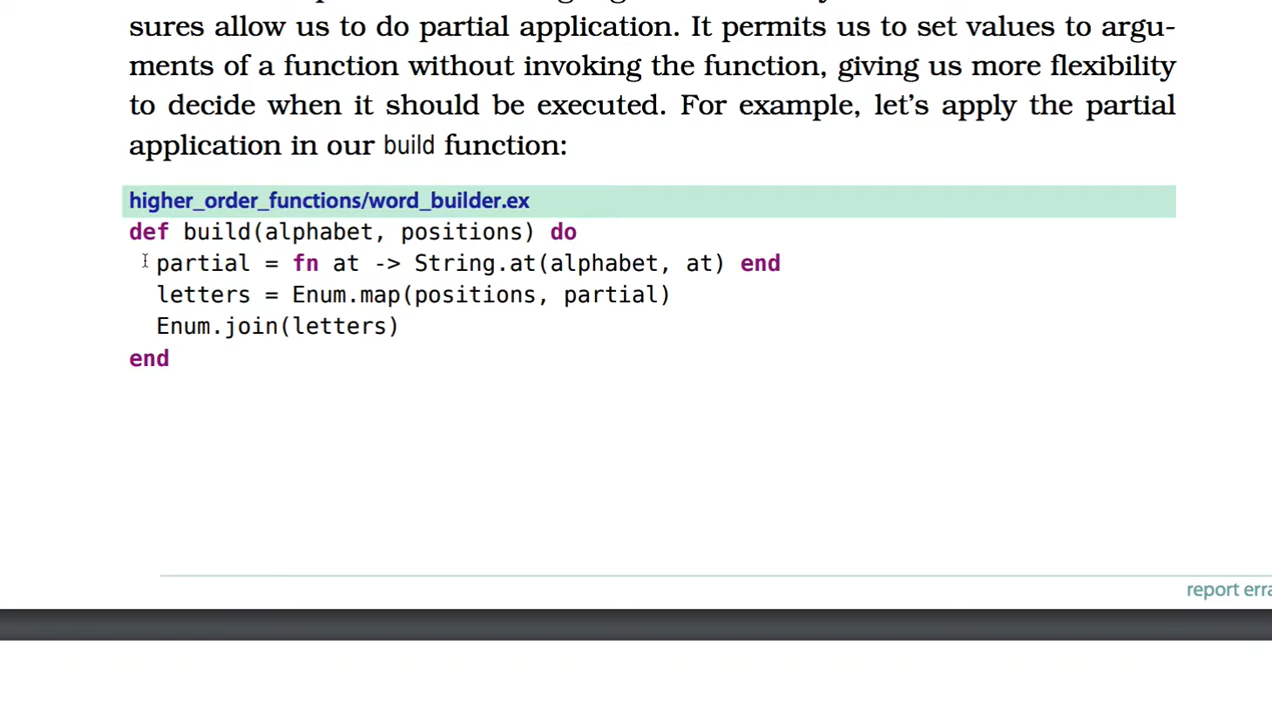 sures allow us to do partial application. It permits us to set values to argu-
ments of a function without invoking the function, giving us more flexibility
to decide when it should be executed. For example, let's apply the partial
application in our build function:
higher_order_functions/word_builder.ex
def build(alphabet, positions) do
  partial = fn at -> String.at(alphabet, at) end
  letters = Enum.map(positions, partial)
  Enum.join(letters)
end
report erra